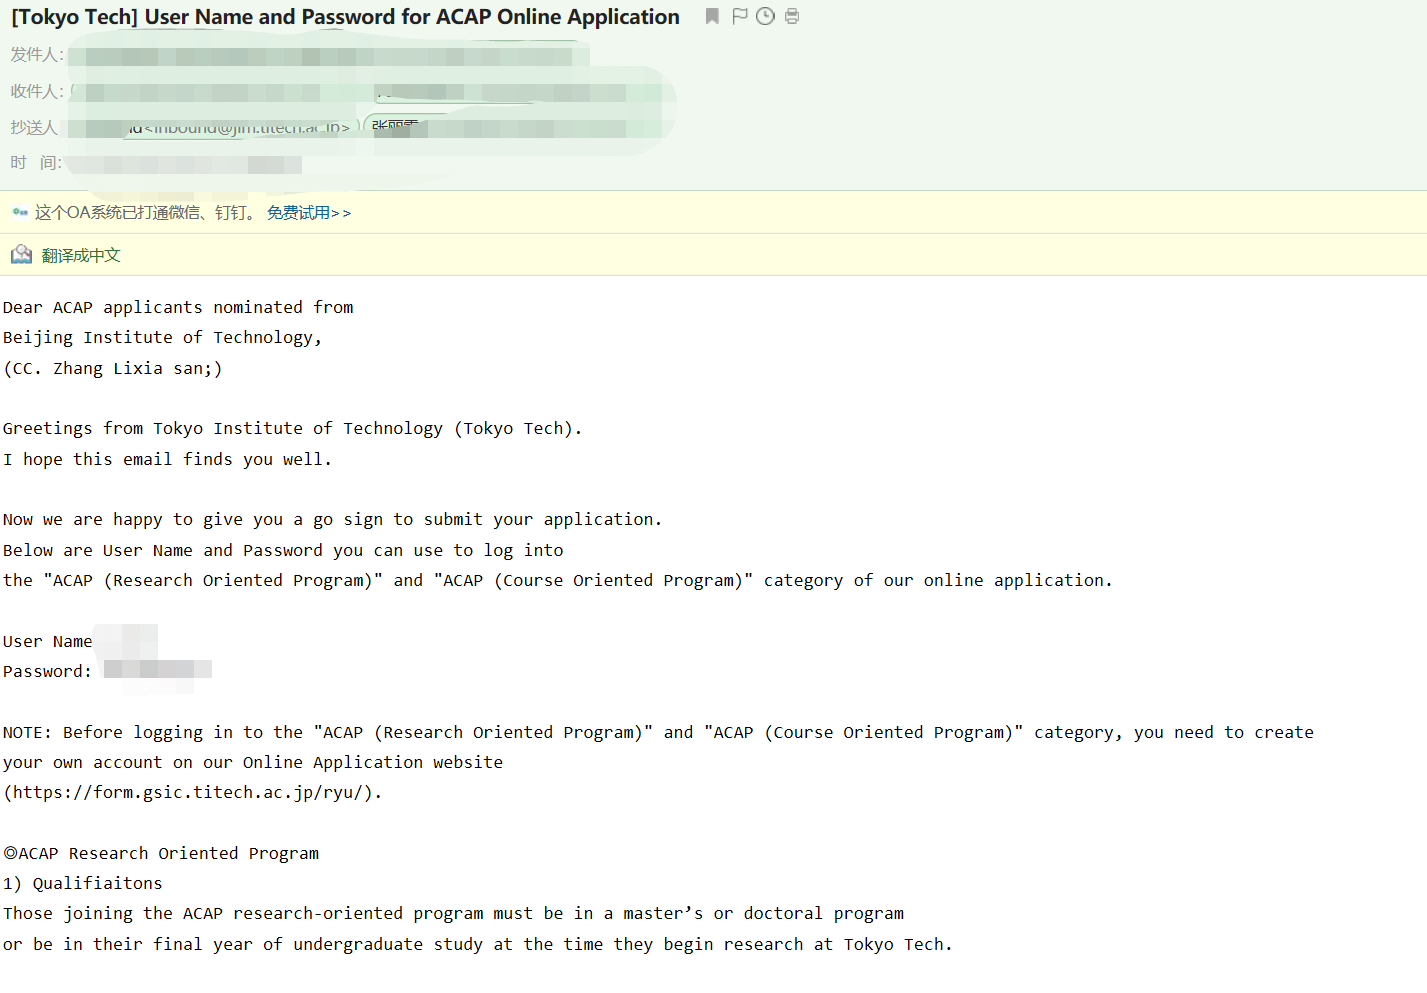 [Tokyo Tech] User Name and Password for ACAP Online Application
发件人:
收件人:
抄送人
<inbound@jim.titech.ac.jp>
时 间:
这个OA系统已打通微信、钉钉。 免费试用>>
翻译成中文
Dear ACAP applicants nominated from
Beijing Institute of Technology,
(CC. Zhang Lixia san;)
Greetings from Tokyo Institute of Technology (Tokyo Tech).
I hope this email finds you well.
Now we are happy to give you a go sign to submit your application.
Below are User Name and Password you can use to log into
the "ACAP (Research Oriented Program)" and "ACAP (Course Oriented Program)" category of our online application.
User Name
Password:
NOTE: Before logging in to the "ACAP (Research Oriented Program)" and "ACAP (Course Oriented Program)" category, you need to create
your own account on our Online Application website
(https://form.gsic.titech.ac.jp/ryu/).
◎ACAP Research Oriented Program
1) Qualifiaitons
Those joining the ACAP research-oriented program must be in a master’s or doctoral program
or be in their final year of undergraduate study at the time they begin research at Tokyo Tech.